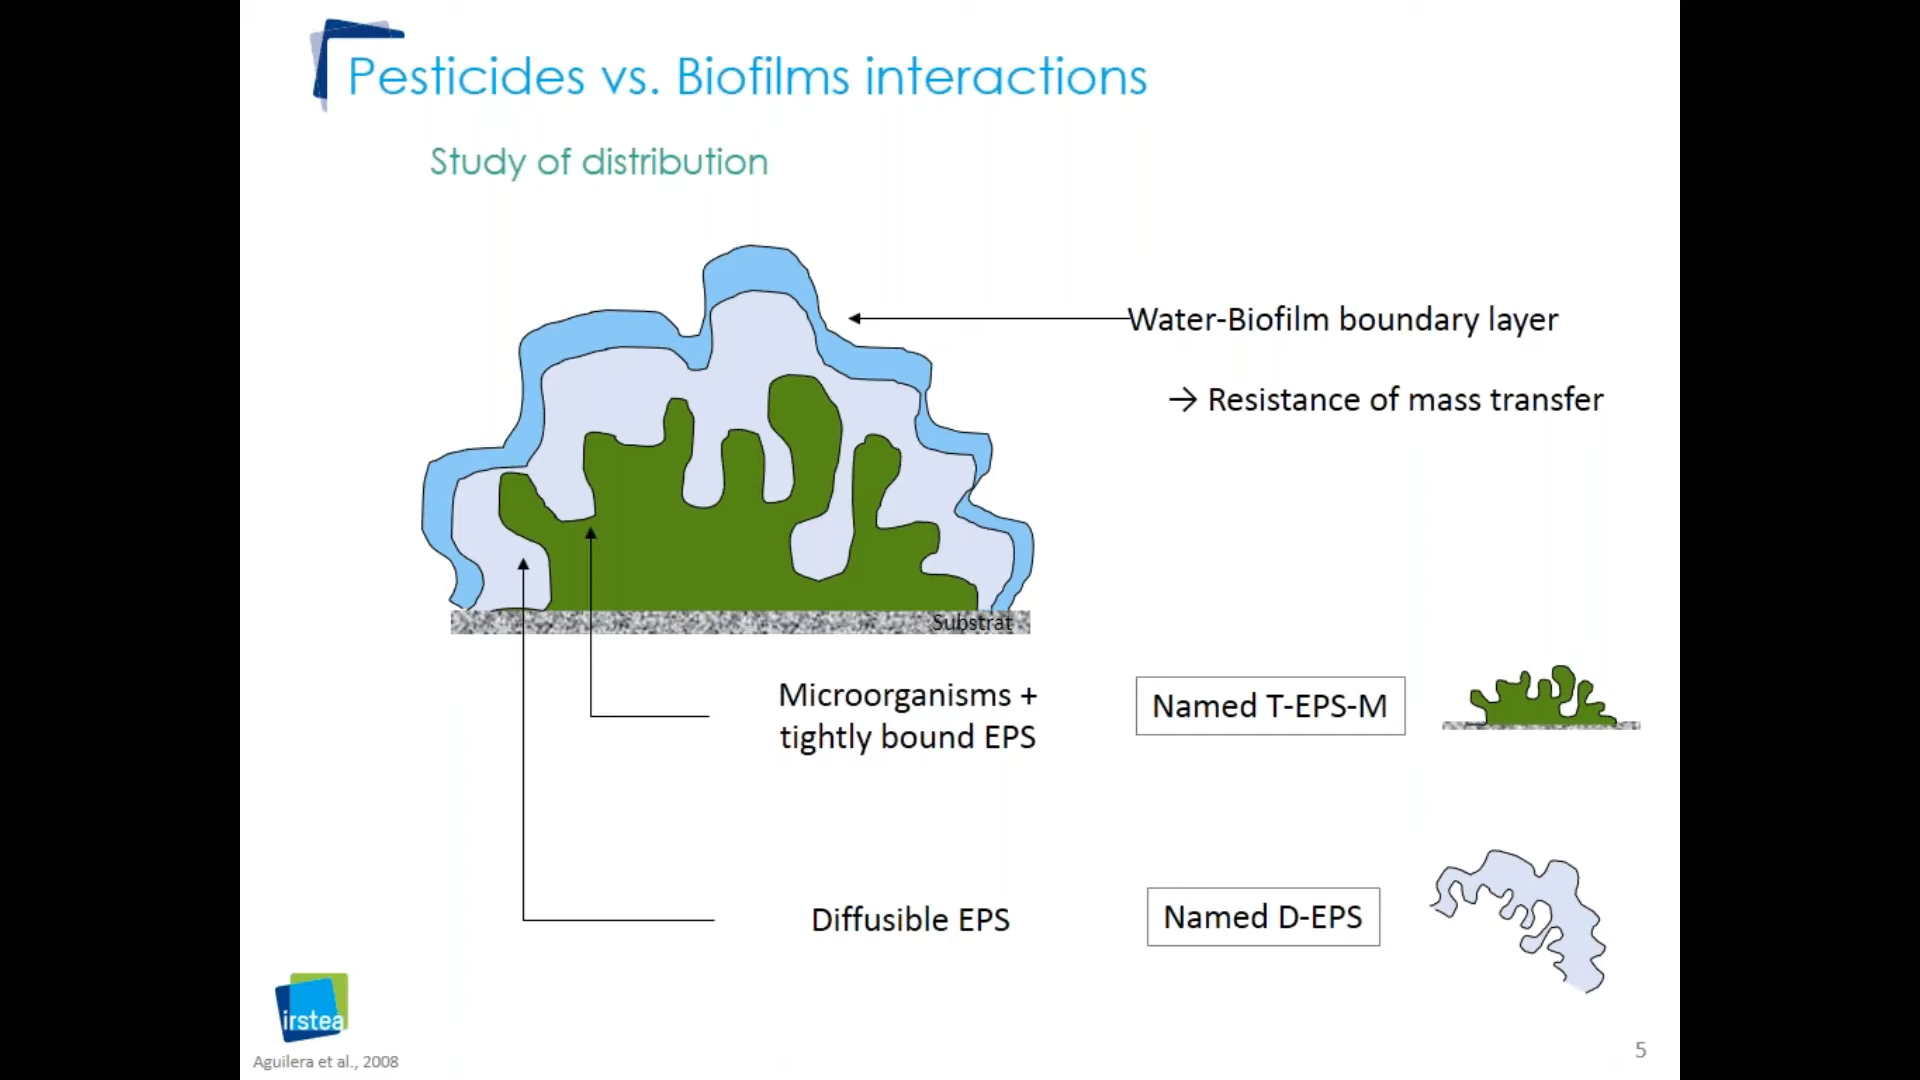 Pesticides vs. Biofilms interactions
Study of distribution
Water-Biofilm boundary layer
→ Resistance of mass transfer
Substrat
Microorganisms +
tightly bound EPS
Named T-EPS-M
Diffusible EPS
Named D-EPS
irstea
Aguilera et al., 2008
5